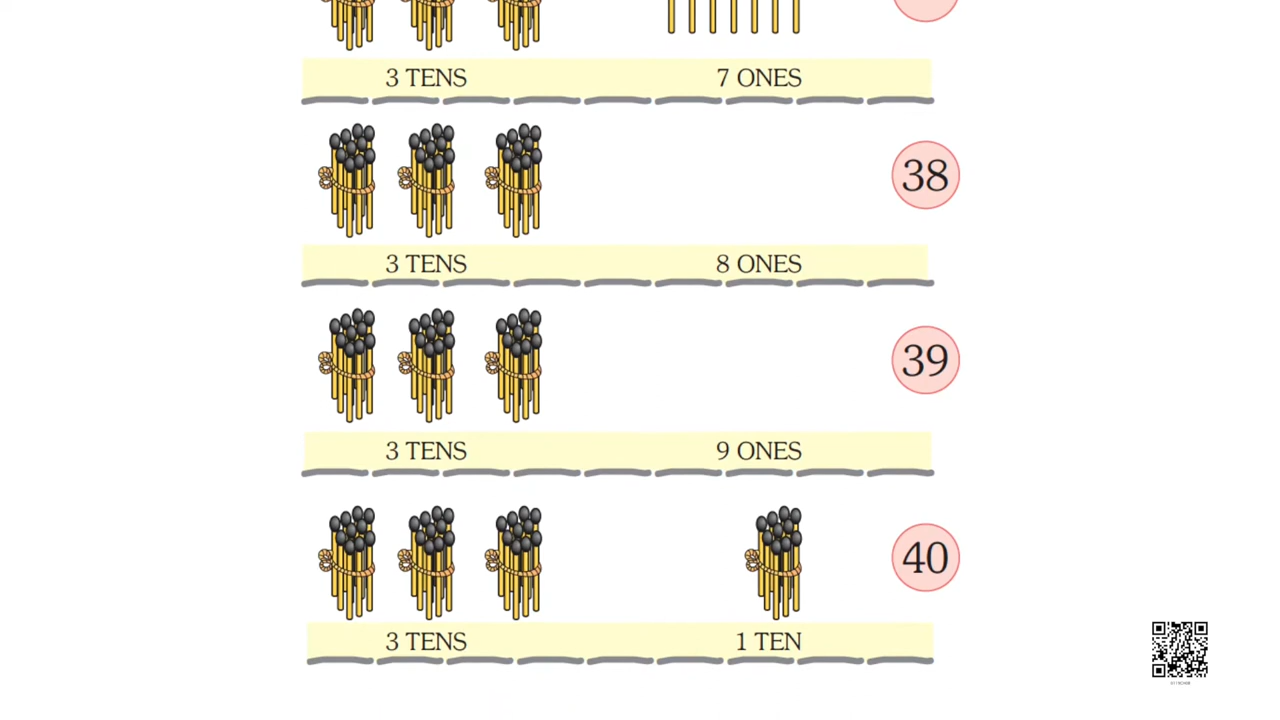 3 TENS 7 ONES
38
3 TENS 8 ONES
39
3 TENS 9 ONES
40
3 TENS 1 TEN